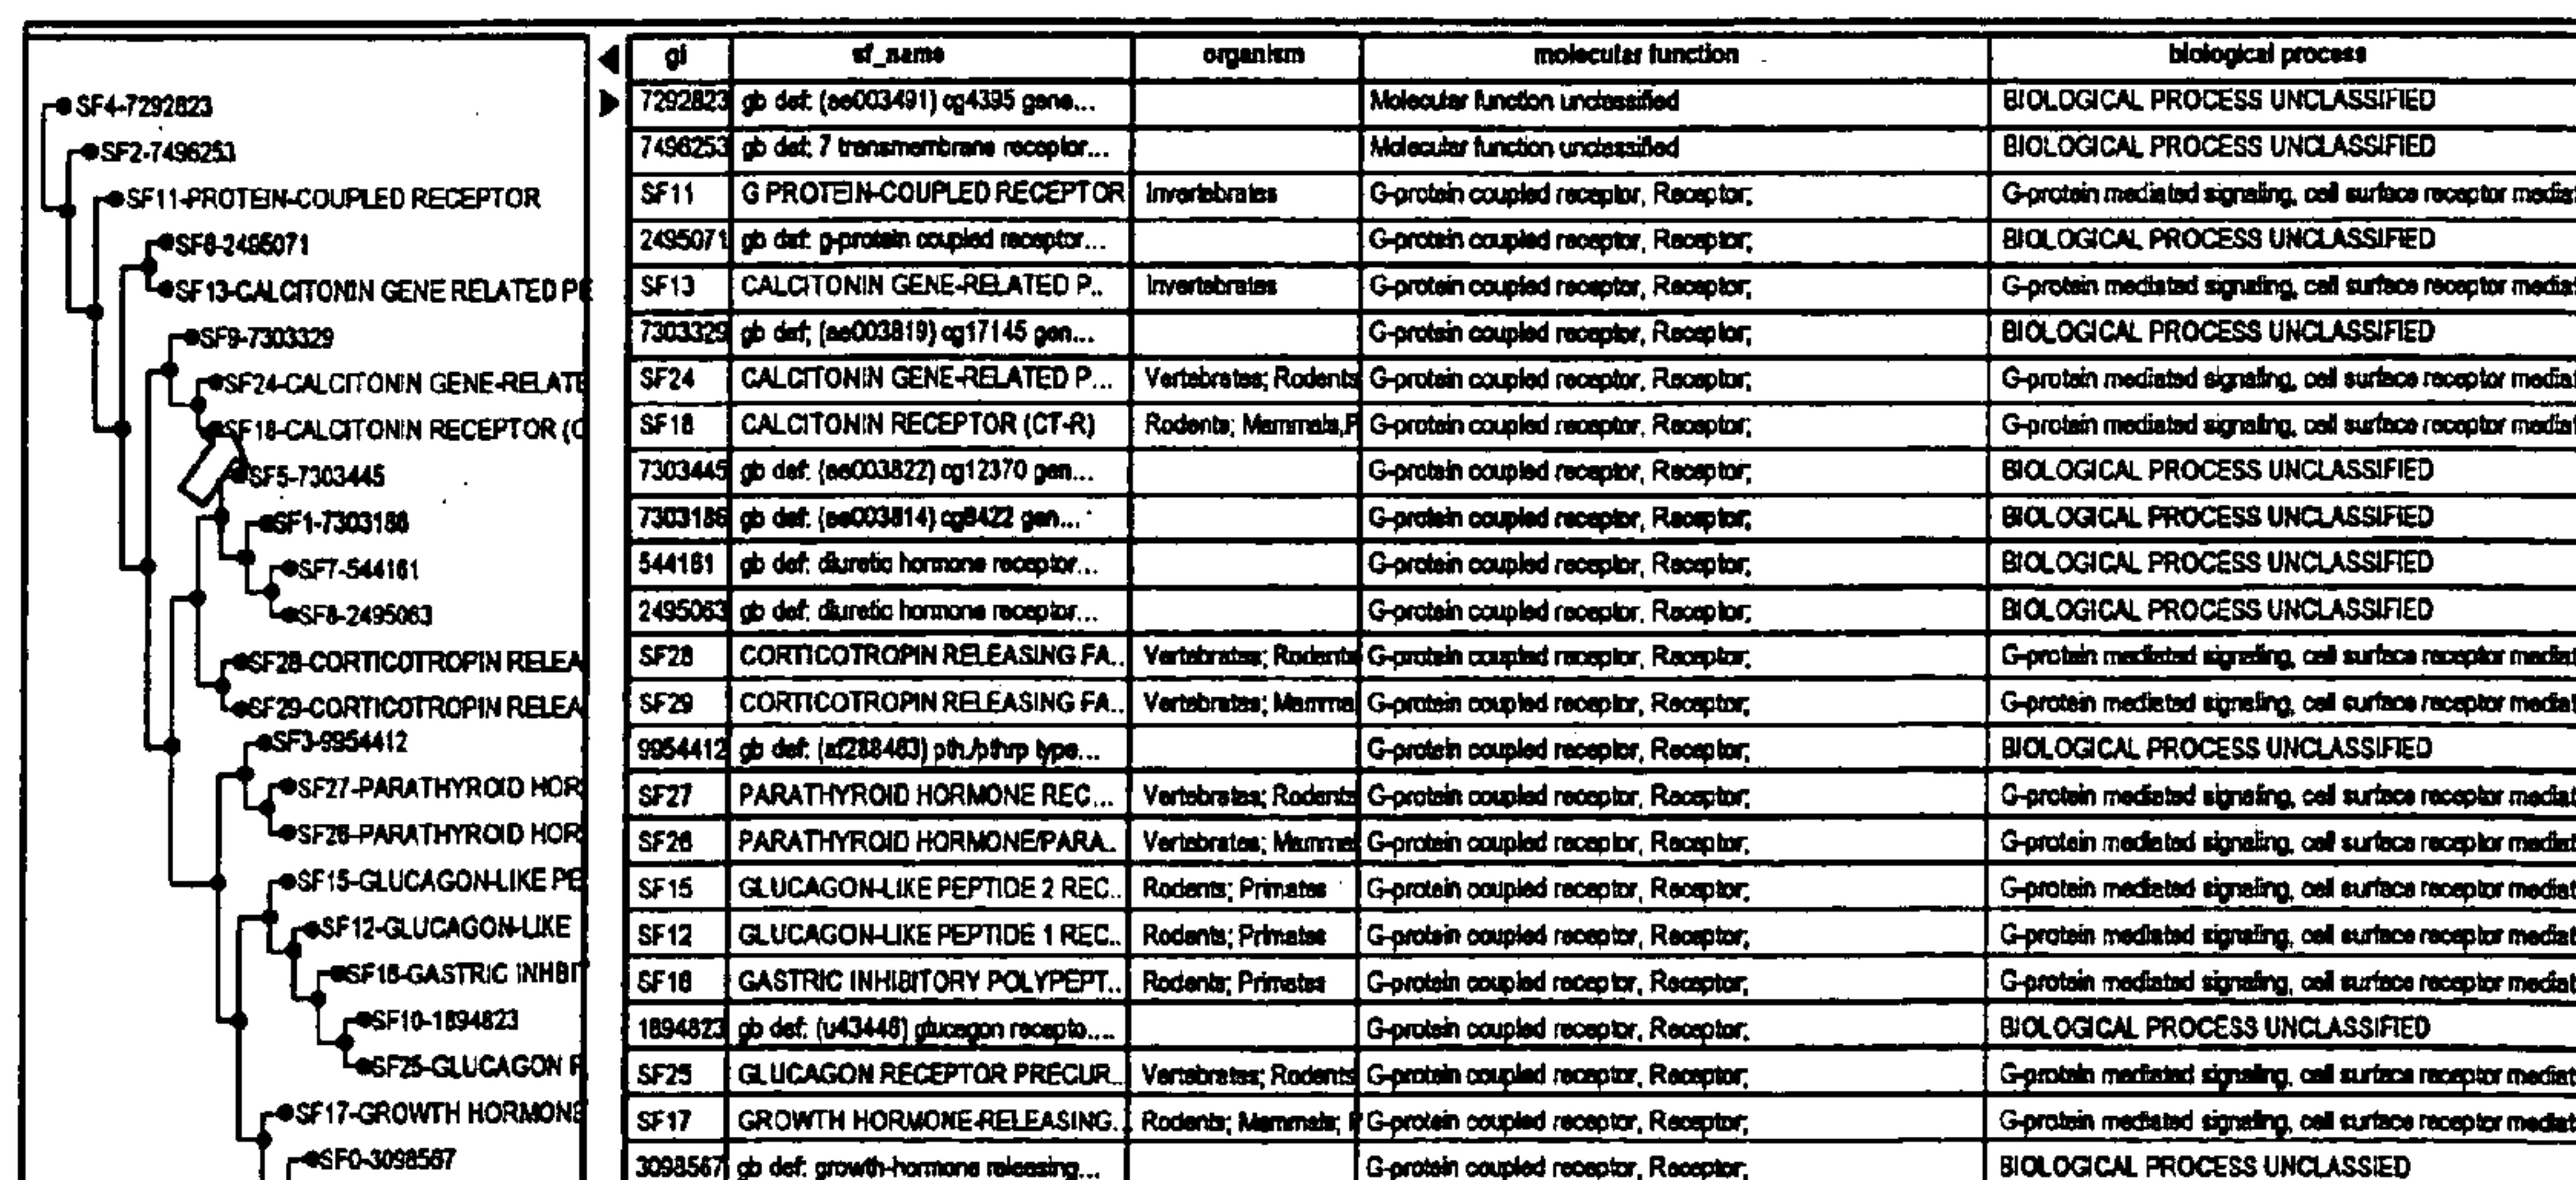 gi sf_name organism molecular function biological process
SF4-7292823 7292823 gb def: (ae003491) cg4395 gene... Molecular function unclassified BIOLOGICAL PROCESS UNCLASSIFIED
SF2-7496253 7496253 gb def: 7 transmembrane receptor... Molecular function unclassified BIOLOGICAL PROCESS UNCLASSIFIED
SF11-PROTEIN-COUPLED RECEPTOR SF11 G PROTEIN-COUPLED RECEPTOR Invertebrates G-protein coupled receptor, Receptor; G-protein mediated signaling, cell surface receptor mediat
SF6-2495071 2495071 gb def: g-protein coupled receptor... G-protein coupled receptor, Receptor; BIOLOGICAL PROCESS UNCLASSIFIED
SF13-CALCITONIN GENE RELATED PE SF13 CALCITONIN GENE-RELATED P.. Invertebrates G-protein coupled receptor, Receptor; G-protein mediated signaling, cell surface receptor mediat
SF9-7303329 7303329 gb def; (ae003819) cg17145 gen... G-protein coupled receptor, Receptor; BIOLOGICAL PROCESS UNCLASSIFIED
SF24-CALCITONIN GENE-RELATE SF24 CALCITONIN GENE-RELATED P... Vertebrates; Rodents G-protein coupled receptor, Receptor; G-protein mediated signaling, cell surface receptor mediat
SF18-CALCITONIN RECEPTOR (C SF18 CALCITONIN RECEPTOR (CT-R) Rodents; Mammals,P G-protein coupled receptor, Receptor; G-protein mediated signaling, cell surface receptor mediat
SF5-7303445 7303445 gb def: (ae003822) cg12370 gen... G-protein coupled receptor, Receptor; BIOLOGICAL PROCESS UNCLASSIFIED
SF1-7303186 7303186 gb def: (ae003814) cg8422 gen... G-protein coupled receptor, Receptor; BIOLOGICAL PROCESS UNCLASSIFIED
SF7-544161 544161 gb def: diuretic hormone receptor... G-protein coupled receptor, Receptor; BIOLOGICAL PROCESS UNCLASSIFIED
SF8-2495063 2495063 gb def: diuretic hormone receptor... G-protein coupled receptor, Receptor; BIOLOGICAL PROCESS UNCLASSIFIED
SF28-CORTICOTROPIN RELEA SF28 CORTICOTROPIN RELEASING FA.. Vertebrates; Rodents G-protein coupled receptor, Receptor; G-protein mediated signaling, cell surface receptor mediat
SF29-CORTICOTROPIN RELEA SF29 CORTICOTROPIN RELEASING FA.. Vertebrates; Mamma G-protein coupled receptor, Receptor; G-protein mediated signaling, cell surface receptor mediat
SF3-9954412 9954412 gb def: (af288463) pth/pthrp type... G-protein coupled receptor, Receptor; BIOLOGICAL PROCESS UNCLASSIFIED
SF27-PARATHYROID HOR SF27 PARATHYROID HORMONE REC... Vertebrates; Rodents G-protein coupled receptor, Receptor; G-protein mediated signaling, cell surface receptor mediat
SF26-PARATHYROID HOR SF26 PARATHYROID HORMONE/PARA.. Vertebrates; Mammal G-protein coupled receptor, Receptor; G-protein mediated signaling, cell surface receptor mediat
SF15-GLUCAGON-LIKE PE SF15 GLUCAGON-LIKE PEPTIDE 2 REC.. Rodents; Primates G-protein coupled receptor, Receptor; G-protein mediated signaling, cell surface receptor mediat
SF12-GLUCAGON-LIKE SF12 GLUCAGON-LIKE PEPTIDE 1 REC.. Rodents; Primates G-protein coupled receptor, Receptor; G-protein mediated signaling, cell surface receptor mediat
SF16-GASTRIC INHIBIT SF16 GASTRIC INHIBITORY POLYPEPT.. Rodents; Primates G-protein coupled receptor, Receptor; G-protein mediated signaling, cell surface receptor mediat
SF10-1894823 1894823 gb def: (u43446) glucagon recepto.... G-protein coupled receptor, Receptor; BIOLOGICAL PROCESS UNCLASSIFIED
SF25-GLUCAGON R SF25 GLUCAGON RECEPTOR PRECUR.. Vertebrates; Rodents G-protein coupled receptor, Receptor; G-protein mediated signaling, cell surface receptor mediat
SF17-GROWTH HORMONE SF17 GROWTH HORMONE-RELEASING.. Rodents; Mammals; P G-protein coupled receptor, Receptor; G-protein mediated signaling, cell surface receptor mediat
SF0-3098567 3098567 gb def: growth-hormone releasing... G-protein coupled receptor, Receptor; BIOLOGICAL PROCESS UNCLASSIED